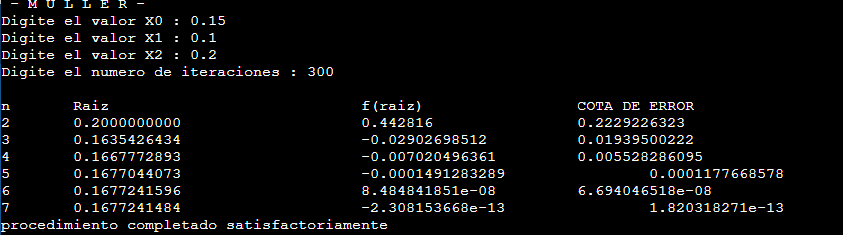 - M U L L E R -
Digite el valor X0 : 0.15
Digite el valor X1 : 0.1
Digite el valor X2 : 0.2
Digite el numero de iteraciones : 300
n Raiz f(raiz) COTA DE ERROR
2 0.2000000000 0.442816 0.2229226323
3 0.1635426434 -0.02902698512 0.01939500222
4 0.1667772893 -0.007020496361 0.005528286095
5 0.1677044073 -0.0001491283289 0.0001177668578
6 0.1677241596 8.484841851e-08 6.694046518e-08
7 0.1677241484 -2.308153668e-13 1.820318271e-13
procedimiento completado satisfactoriamente